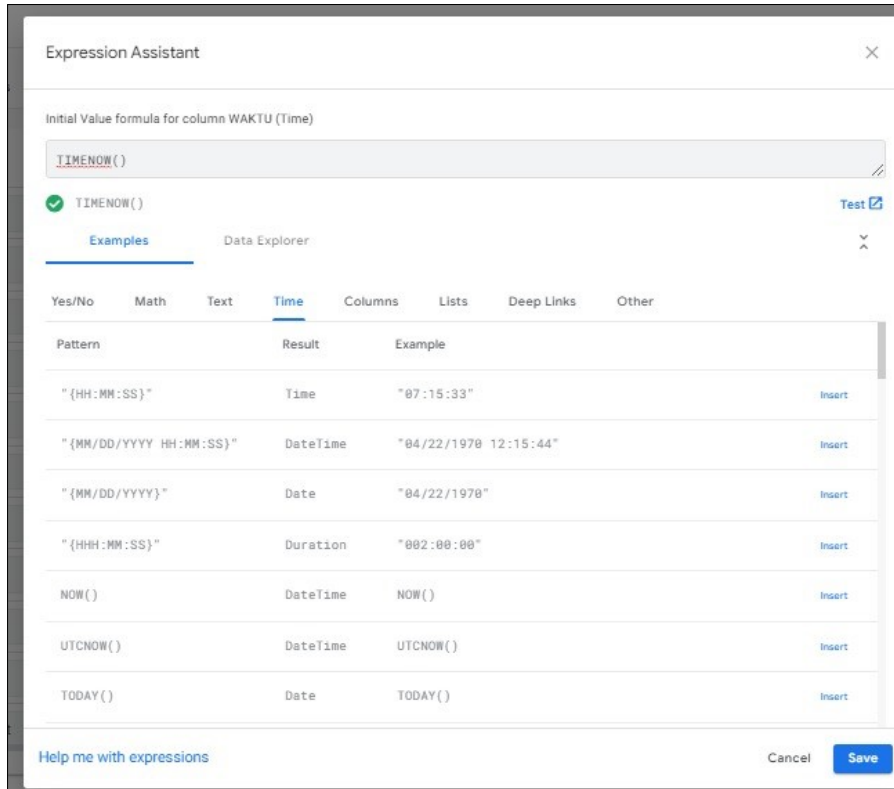 Expression Assistant
Initial Value formula for column WAKTU (Time)
TIMENOW()
TIMENOW() Test
Examples Data Explorer
Yes/No Math Text Time Columns Lists Deep Links Other
Pattern Result Example
"{HH:MM:SS}" Time "07:15:33" Insert
"{MM/DD/YYYY HH:MM:SS}" DateTime "04/22/1970 12:15:44" Insert
"{MM/DD/YYYY}" Date "04/22/1970" Insert
"{HHH:MM:SS}" Duration "002:00:00" Insert
NOW() DateTime NOW() Insert
UTCNOW() DateTime UTCNOW() Insert
TODAY() Date TODAY() Insert
Help me with expressions Cancel Save